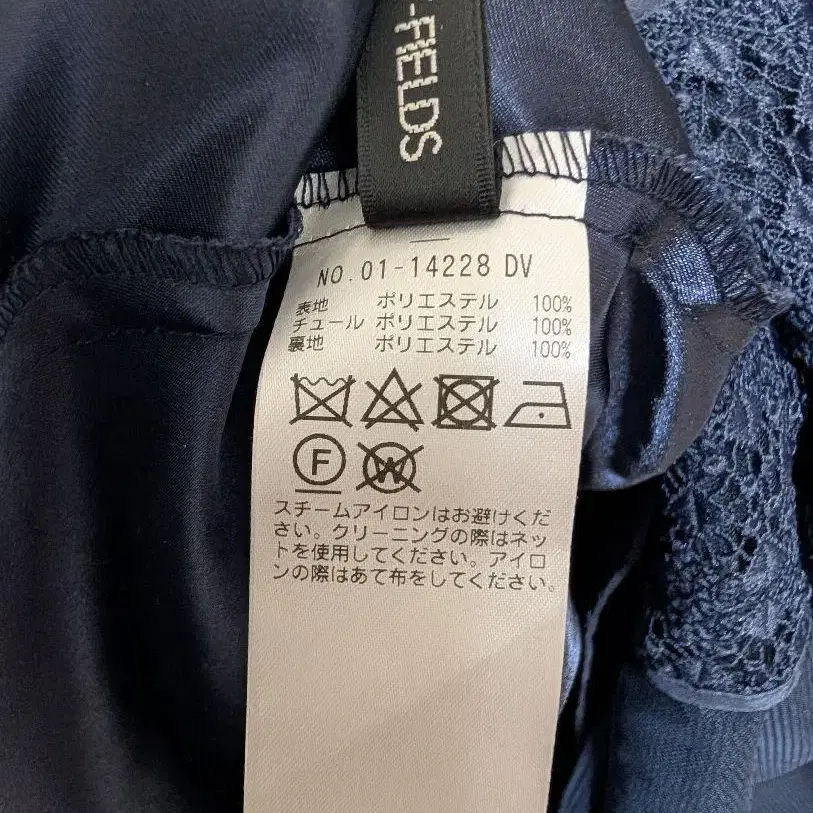 -FIELDS
NO.01-14228 DV
表地 ポリエステル 100%
チュール ポリエステル 100%
裏地 ポリエステル 100%
F W
スチームアイロンはお避けくだ
さい。クリーニングの際はネッ
トを使用してください。アイロ
ンの際はあて布をしてください。